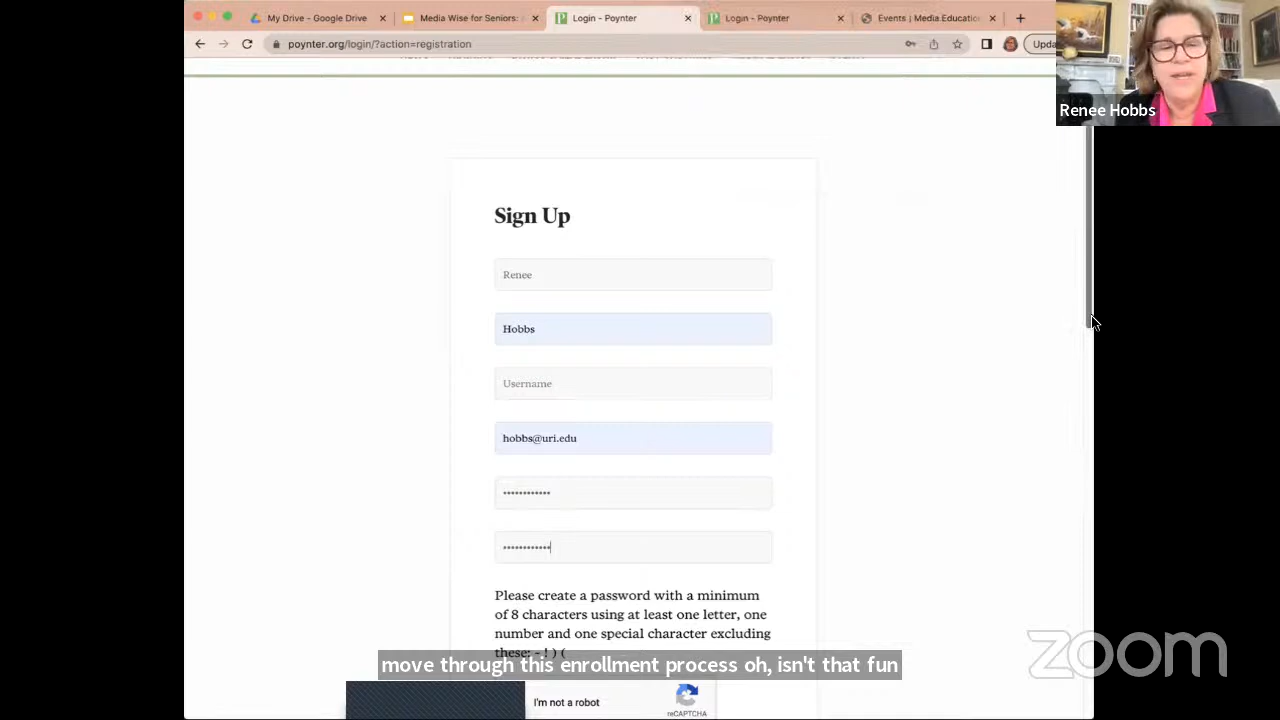 My Drive - Google Drive
Media Wise for Seniors:
Login - Poynter
Login - Poynter
Events | Media Educatio
poynter.org/login/?action=registration
Upda
Renee Hobbs
Sign Up
Renee
Hobbs
Username
hobbs@uri.edu
••••••••••••
••••••••••••
Please create a password with a minimum
of 8 characters using at least one letter, one
number and one special character excluding
these: - ! ) (
move through this enrollment process oh, isn't that fun
I'm not a robot
reCAPTCHA
zoom